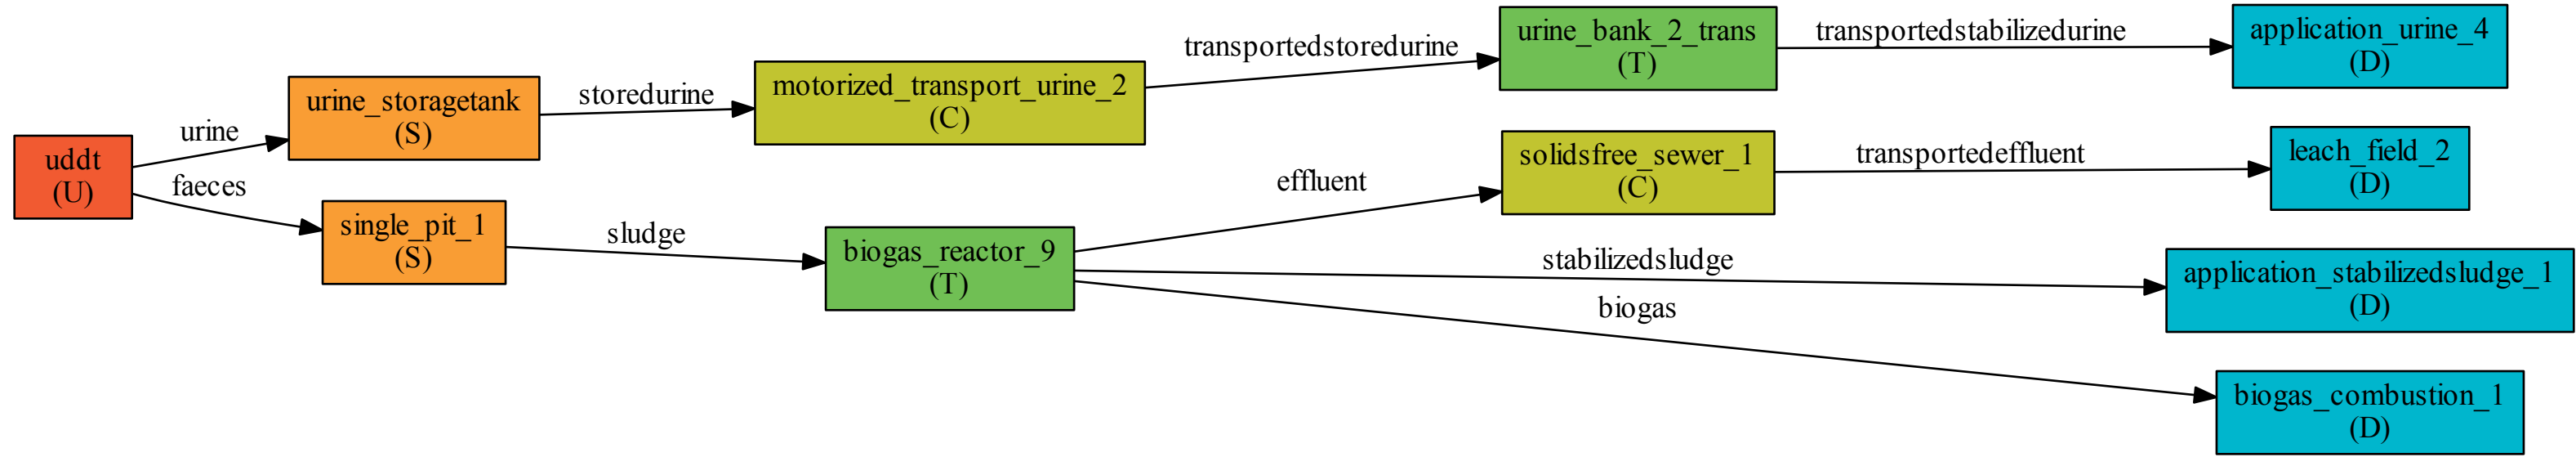 uddt
(U)
urine
faeces
urine_storagetank
(S)
single_pit_1
(S)
storedurine
sludge
motorized_transport_urine_2
(C)
biogas_reactor_9
(T)
transportedstoredurine
effluent
stabilizedsludge
biogas
urine_bank_2_trans
(T)
solidsfree_sewer_1
(C)
transportedstabilizedurine
transportedeffluent
application_urine_4
(D)
leach_field_2
(D)
application_stabilizedsludge_1
(D)
biogas_combustion_1
(D)